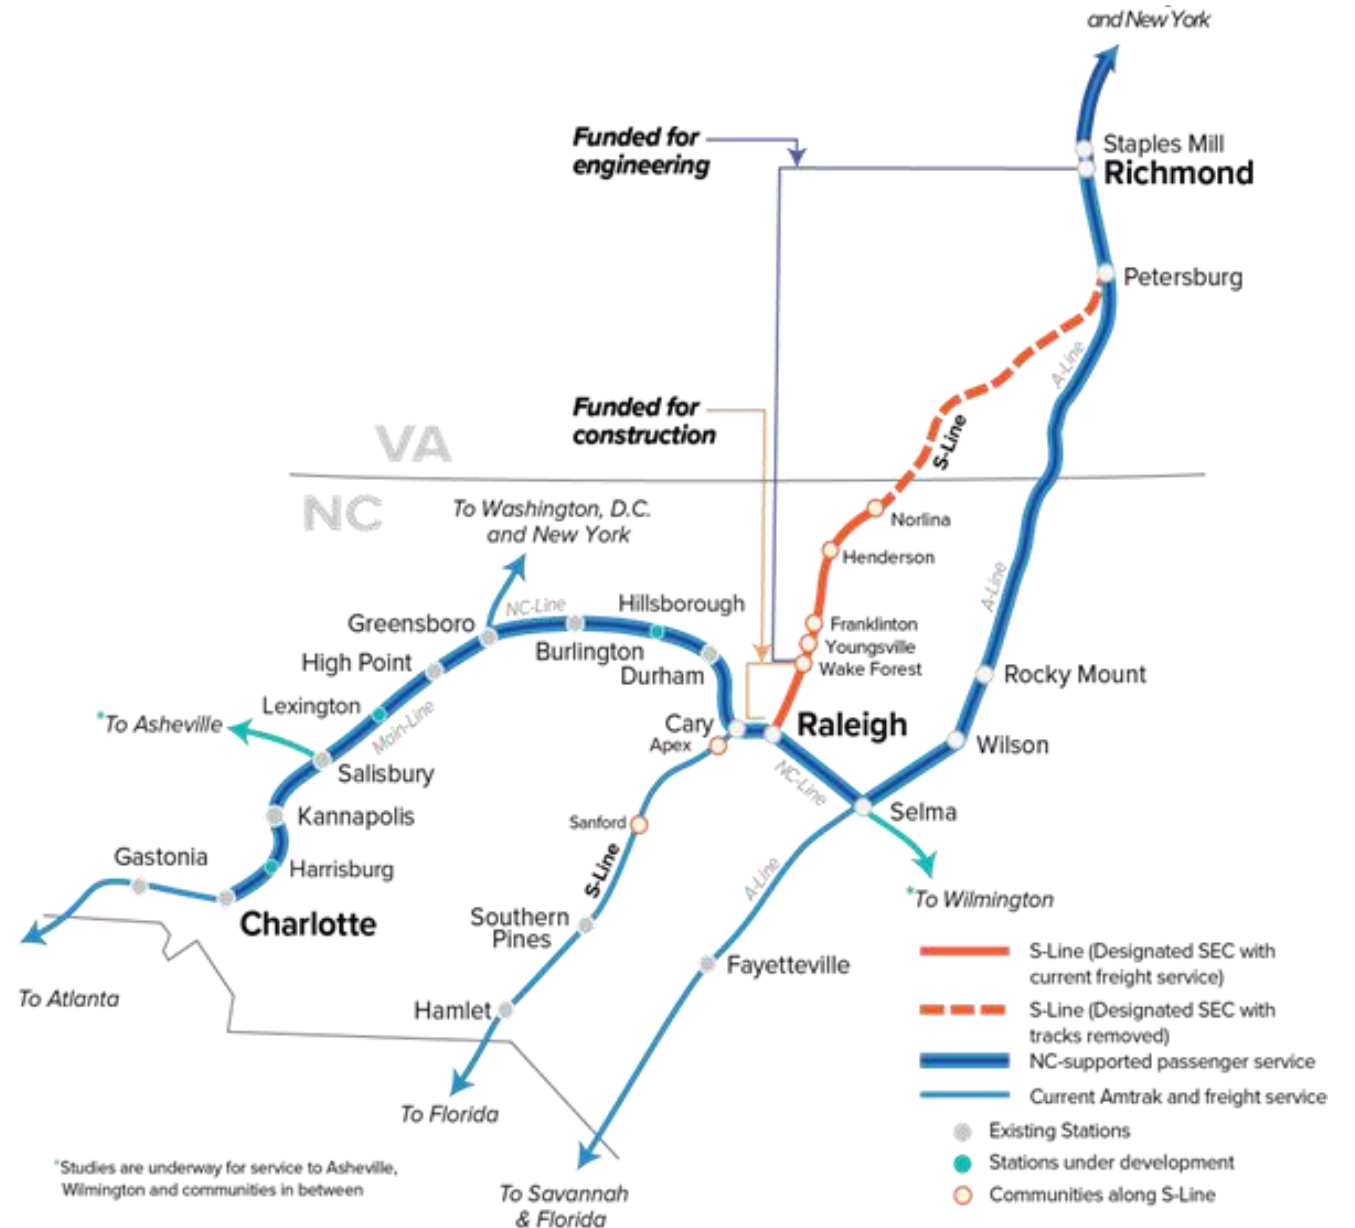 and New York
Staples Mill
Richmond
Funded for
engineering
Petersburg
A-Line
Funded for
construction
S-Line
VA
NC
To Washington, D.C.
and New York
Norlina
Henderson
A-Line
NC-Line
Hillsborough
Greensboro
Burlington
Franklinton
Youngsville
Wake Forest
High Point
Durham
Rocky Mount
Lexington
*To Asheville
Main-Line
Cary
Apex
Raleigh
Wilson
Salisbury
NC-Line
Kannapolis
Selma
Sanford
Gastonia
Harrisburg
S-Line
A-Line
*To Wilmington
Charlotte
Southern
Pines
Fayetteville
To Atlanta
Hamlet
To Florida
To Savannah
& Florida
S-Line (Designated SEC with
current freight service)
S-Line (Designated SEC with
tracks removed)
NC-supported passenger service
Current Amtrak and freight service
Existing Stations
Stations under development
Communities along S-Line
*Studies are underway for service to Asheville,
Wilmington and communities in between